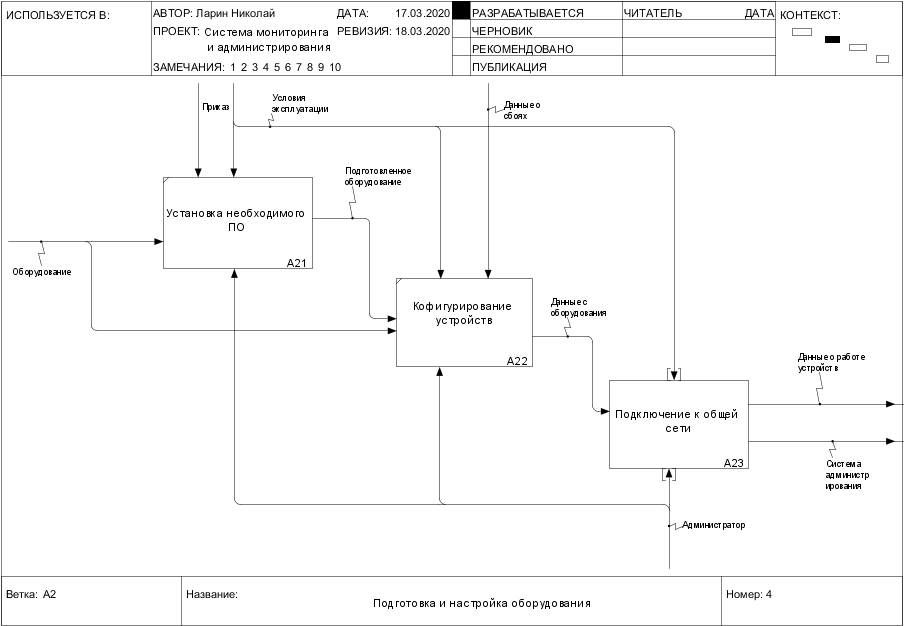 ИСПОЛЬЗУЕТСЯ В:
АВТОР: Ларин Николай
ДАТА: 17.03.2020
ПРОЕКТ: Система мониторинга
и администрирования
РЕВИЗИЯ: 18.03.2020
ЗАМЕЧАНИЯ: 1 2 3 4 5 6 7 8 9 10
РАЗРАБАТЫВАЕТСЯ
ЧЕРНОВИК
РЕКОМЕНДОВАНО
ПУБЛИКАЦИЯ
ЧИТАТЕЛЬ
ДАТА
КОНТЕКСТ:
Приказ
Условия
эксплуатации
Данные о
сбоях
Подготовленное
оборудование
Установка необходимого
ПО
A21
Оборудование
Кофигурирование
устройств
A22
Данные с
оборудования
Данные о работе
устройств
Подключение к общей
сети
A23
Система
администр
ирования
Администратор
Ветка: A2
Название:
Подготовка и настройка оборудования
Номер: 4